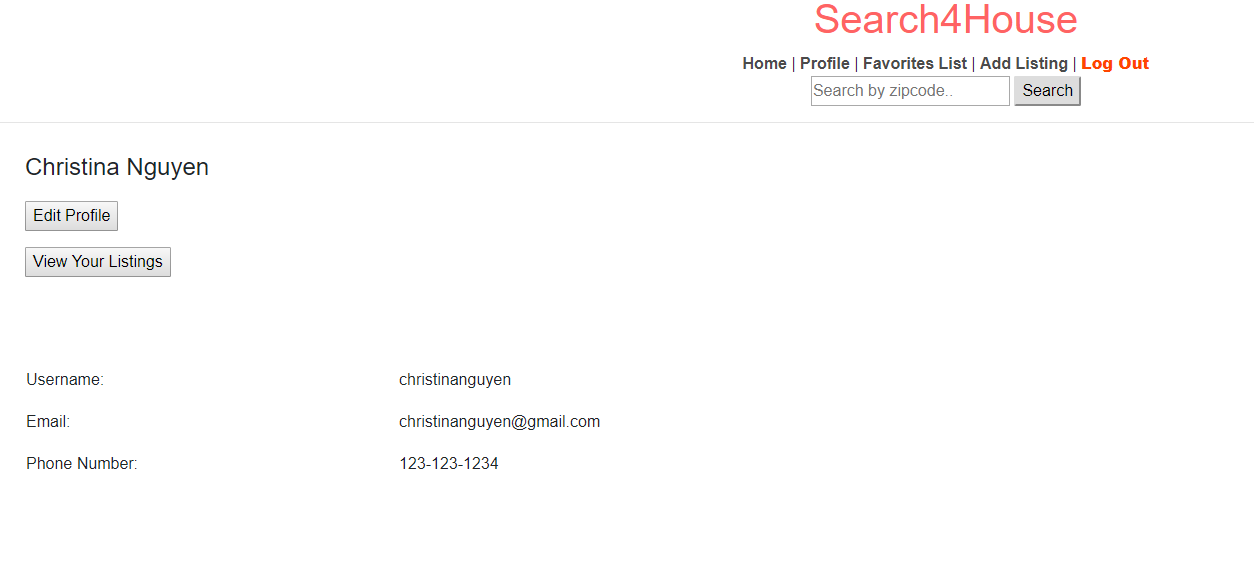 Search4House
Home | Profile | Favorites List | Add Listing | Log Out
Search by zipcode.. Search
Christina Nguyen
Edit Profile
View Your Listings
Username: christinanguyen
Email: christinanguyen@gmail.com
Phone Number: 123-123-1234